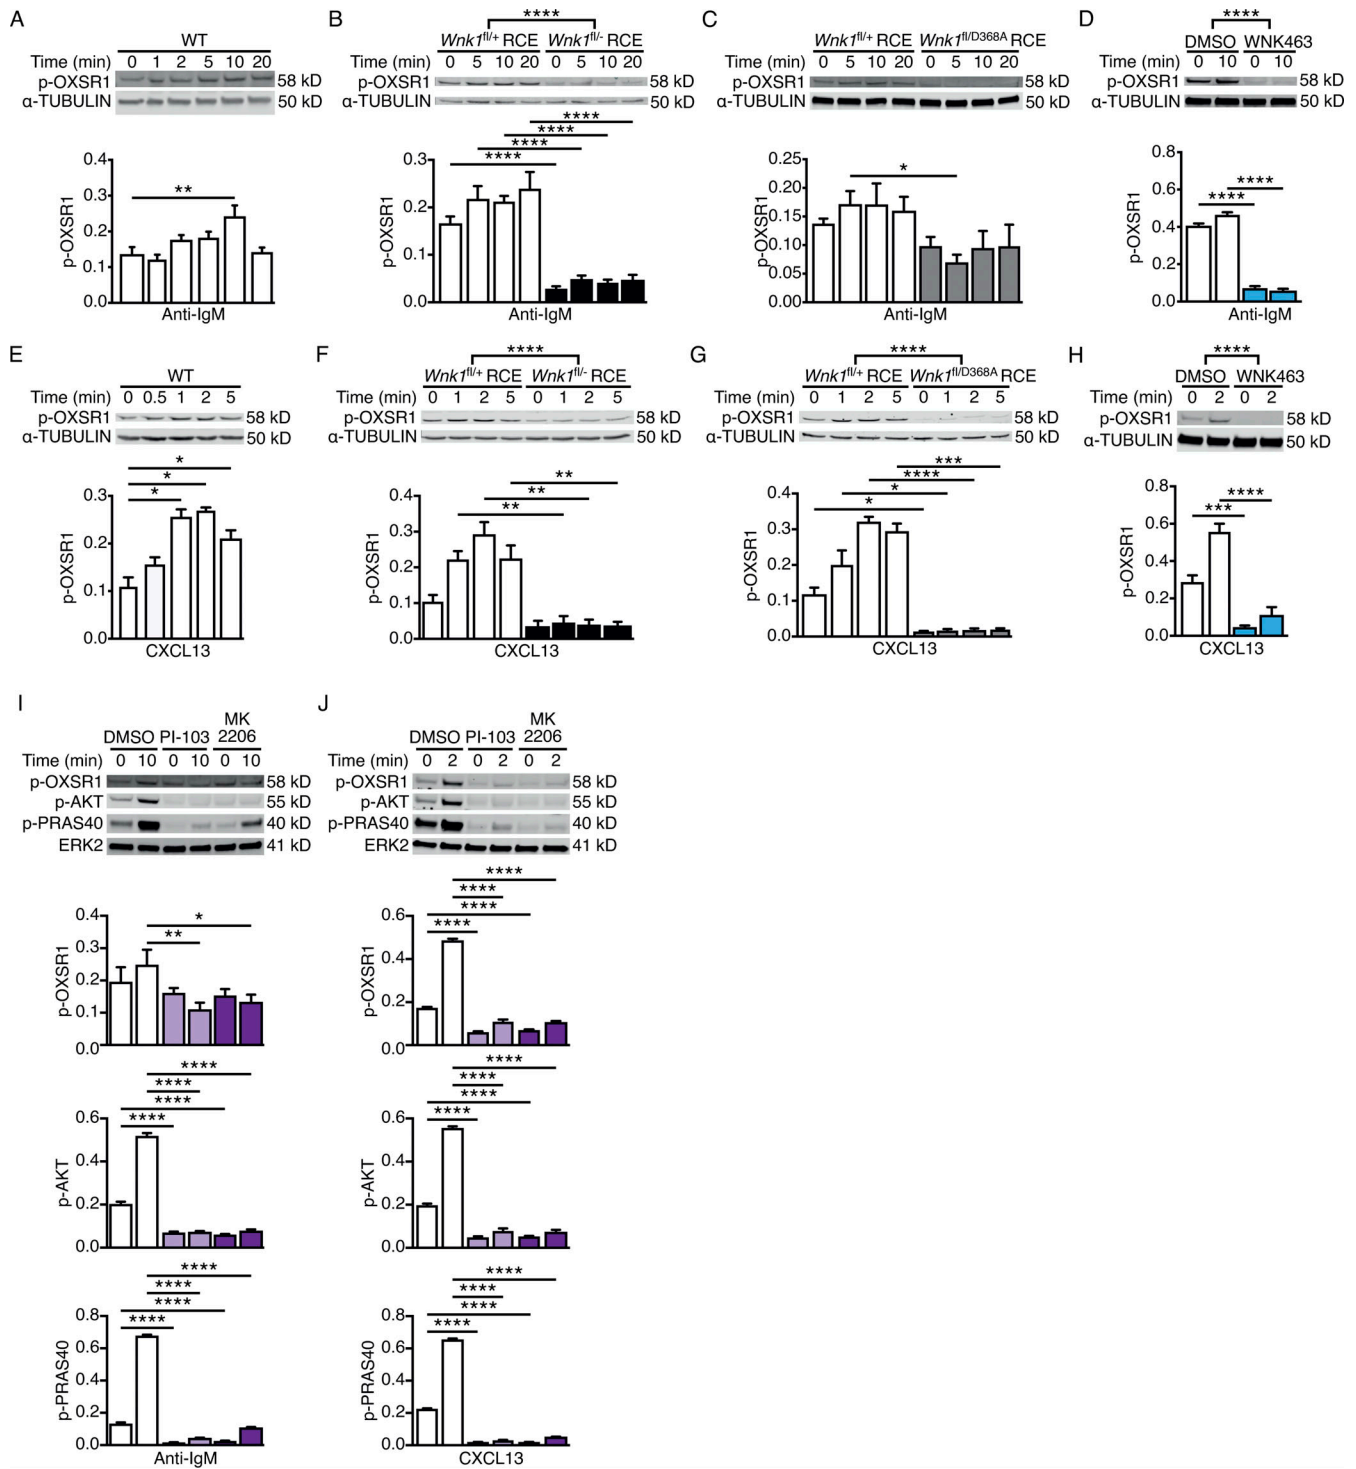 A
WT
Time (min) 0 1 2 5 10 20
p-OXSR1 58 kD
α-TUBULIN 50 kD
0.4
0.3
0.2
0.1
0.0
p-OXSR1
**
Anti-IgM
B
****
Wnk1fl/+ RCE Wnk1fl/- RCE
Time (min) 0 5 10 20 0 5 10 20
p-OXSR1 58 kD
α-TUBULIN 50 kD
****
****
****
****
0.3
0.2
0.1
0.0
p-OXSR1
Anti-IgM
C
Wnk1fl/+ RCE Wnk1fl/D368A RCE
Time (min) 0 5 10 20 0 5 10 20
p-OXSR1 58 kD
α-TUBULIN 50 kD
0.25
0.20
0.15
0.10
0.05
0.00
p-OXSR1
*
Anti-IgM
D
****
DMSO WNK463
Time (min) 0 10 0 10
p-OXSR1 58 kD
α-TUBULIN 50 kD
0.8
0.6
0.4
0.2
0.0
p-OXSR1
****
****
Anti-IgM
E
WT
Time (min) 0 0.5 1 2 5
p-OXSR1 58 kD
α-TUBULIN 50 kD
*
*
*
0.3
0.2
0.1
0.0
p-OXSR1
CXCL13
F
****
Wnk1fl/+ RCE Wnk1fl/- RCE
Time (min) 0 1 2 5 0 1 2 5
p-OXSR1 58 kD
α-TUBULIN 50 kD
**
**
**
0.4
0.3
0.2
0.1
0.0
p-OXSR1
CXCL13
G
****
Wnk1fl/+ RCE Wnk1fl/D368A RCE
Time (min) 0 1 2 5 0 1 2 5
p-OXSR1 58 kD
α-TUBULIN 50 kD
***
****
*
*
0.4
0.3
0.2
0.1
0.0
p-OXSR1
CXCL13
H
****
DMSO WNK463
Time (min) 0 2 0 2
p-OXSR1 58 kD
α-TUBULIN 50 kD
0.8
0.6
0.4
0.2
0.0
p-OXSR1
****
***
CXCL13
I
MK
DMSO PI-103 2206
Time (min) 0 10 0 10 0 10
p-OXSR1 58 kD
p-AKT 55 kD
p-PRAS40 40 kD
ERK2 41 kD
0.4
0.3
0.2
0.1
0.0
p-OXSR1
*
**
****
****
****
****
0.6
0.4
0.2
0.0
p-AKT
****
****
****
****
0.8
0.6
0.4
0.2
0.0
p-PRAS40
Anti-IgM
J
MK
DMSO PI-103 2206
Time (min) 0 2 0 2 0 2
p-OXSR1 58 kD
p-AKT 55 kD
p-PRAS40 40 kD
ERK2 41 kD
****
****
****
****
0.6
0.4
0.2
0.0
p-OXSR1
****
****
****
****
0.6
0.4
0.2
0.0
p-AKT
****
****
****
****
0.8
0.6
0.4
0.2
0.0
p-PRAS40
CXCL13